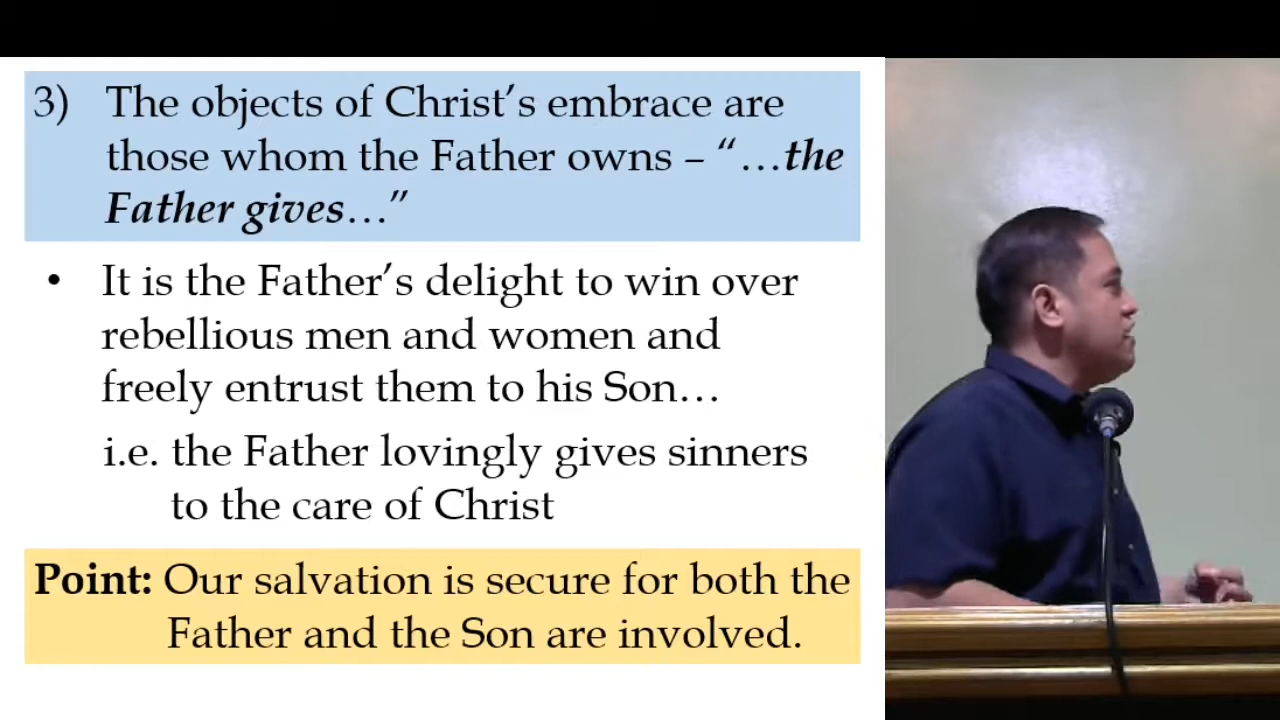 3) The objects of Christ’s embrace are
those whom the Father owns – “…the
Father gives…”
• It is the Father’s delight to win over
rebellious men and women and
freely entrust them to his Son…
i.e. the Father lovingly gives sinners
to the care of Christ
Point: Our salvation is secure for both the
Father and the Son are involved.